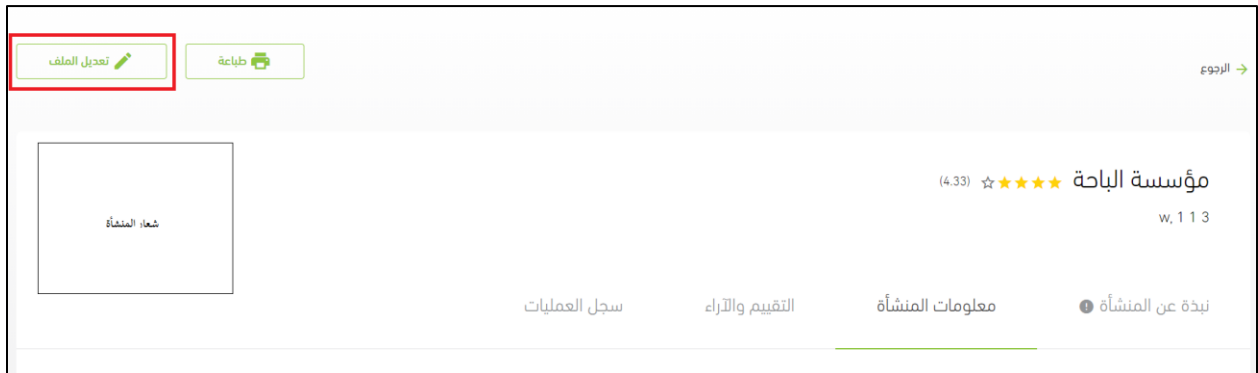 الرجوع
طباعة
تعديل الملف
مؤسسة الباحة (4.33)
w, 1 1 3
شعار المنشأة
نبذة عن المنشأة
معلومات المنشأة
التقييم والآراء
سجل العمليات